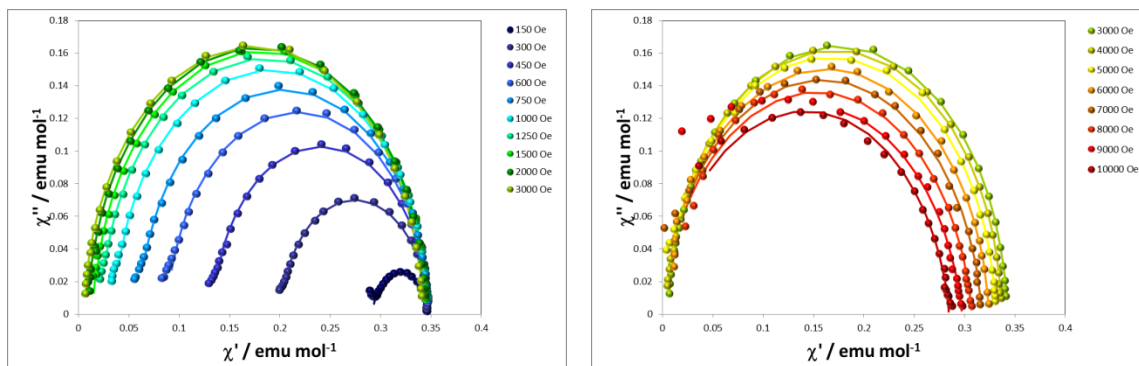 0.18
0.16
0.14
0.12
0.1
0.08
0.06
0.04
0.02
0
0
0.05
0.1
0.15
0.2
0.25
0.3
0.35
0.4
χ'' / emu mol-1
χ' / emu mol-1
150 Oe
300 Oe
450 Oe
600 Oe
750 Oe
1000 Oe
1250 Oe
1500 Oe
2000 Oe
3000 Oe
0.18
0.16
0.14
0.12
0.1
0.08
0.06
0.04
0.02
0
0
0.05
0.1
0.15
0.2
0.25
0.3
0.35
0.4
χ'' / emu mol-1
χ' / emu mol-1
3000 Oe
4000 Oe
5000 Oe
6000 Oe
7000 Oe
8000 Oe
9000 Oe
10000 Oe